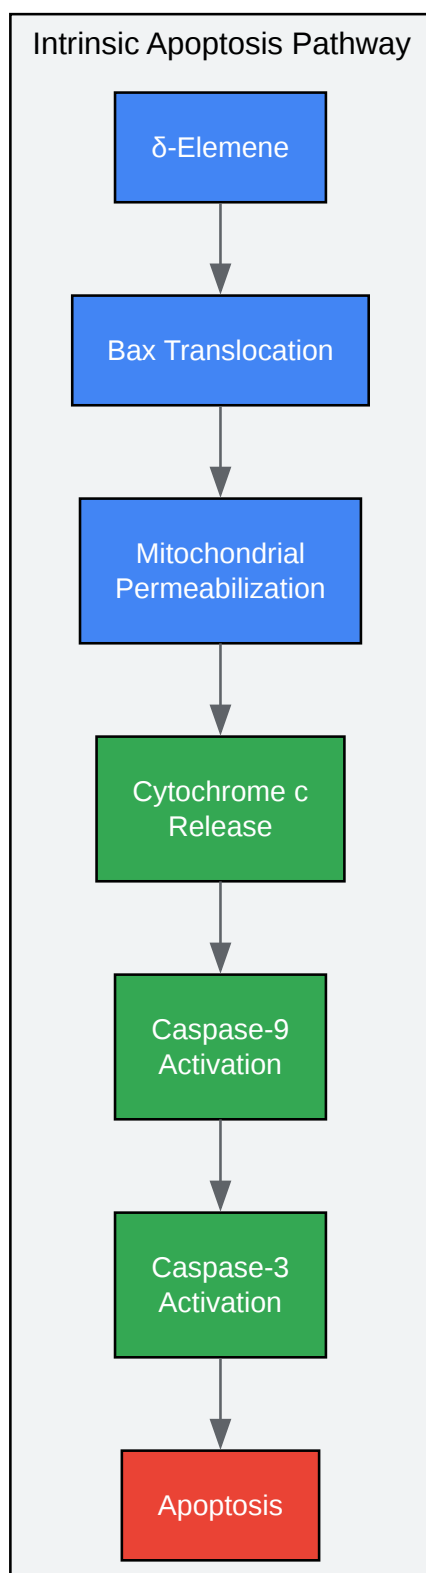 Intrinsic Apoptosis Pathway
δ-Elemene
Bax Translocation
Mitochondrial
Permeabilization
Cytochrome c
Release
Caspase-9
Activation
Caspase-3
Activation
Apoptosis